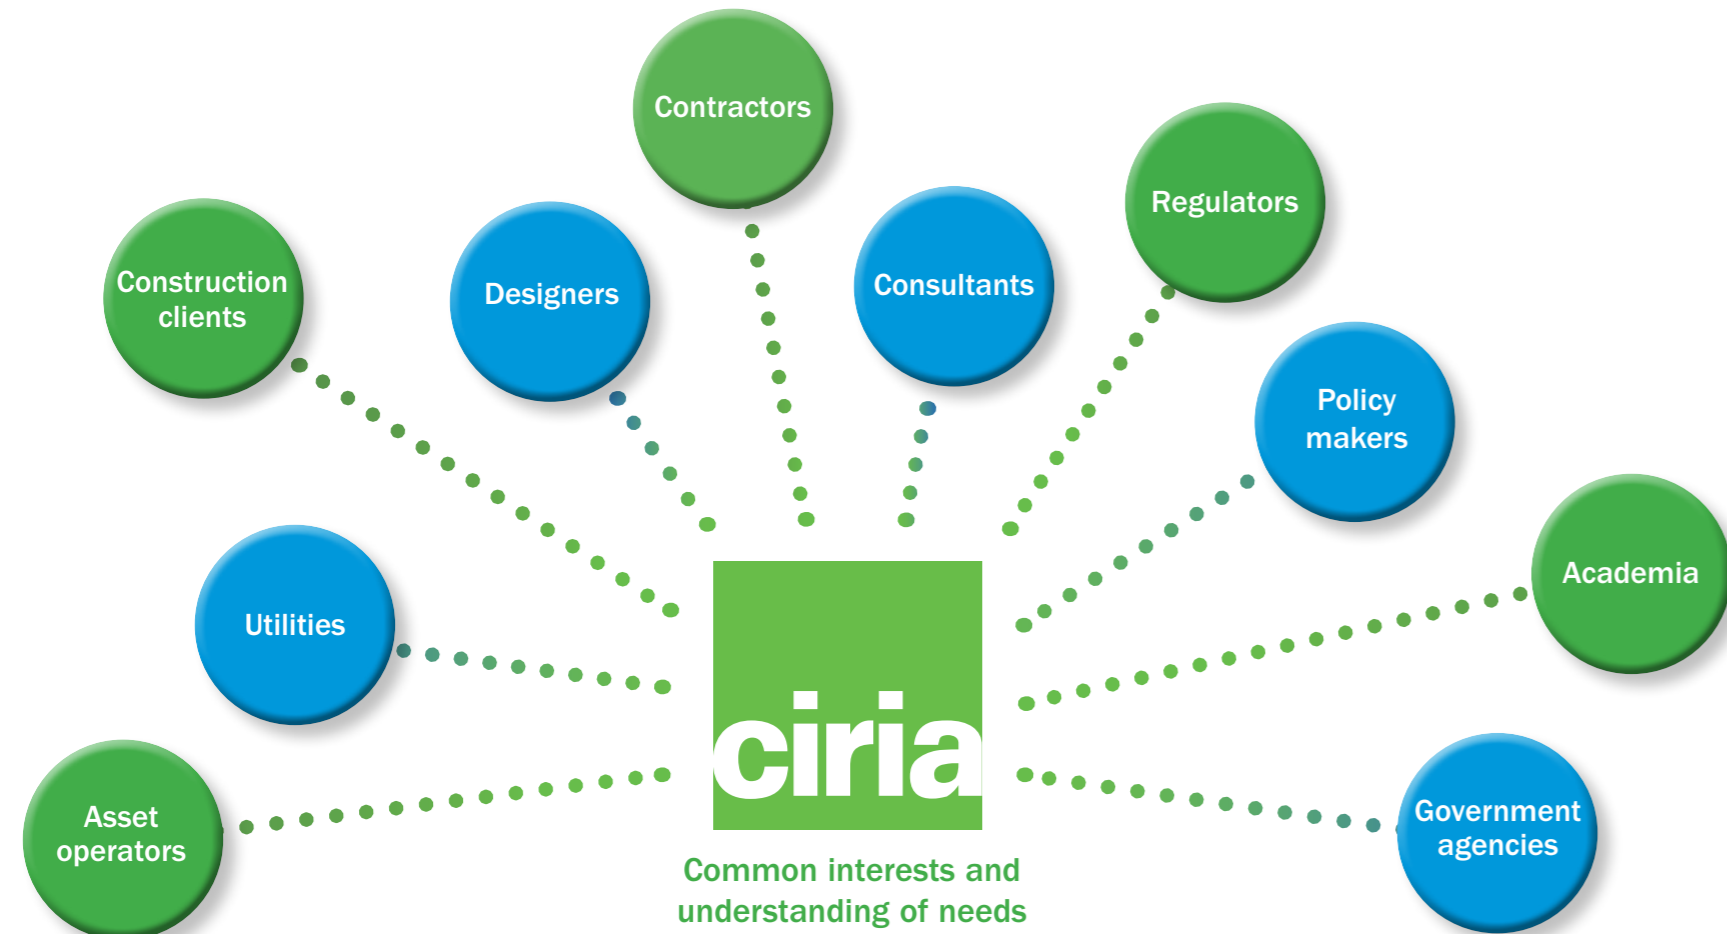 Contractors
Regulators
Construction
clients
Designers
Consultants
Policy
makers
Academia
Utilities
ciria
Asset
operators
Government
agencies
Common interests and
understanding of needs